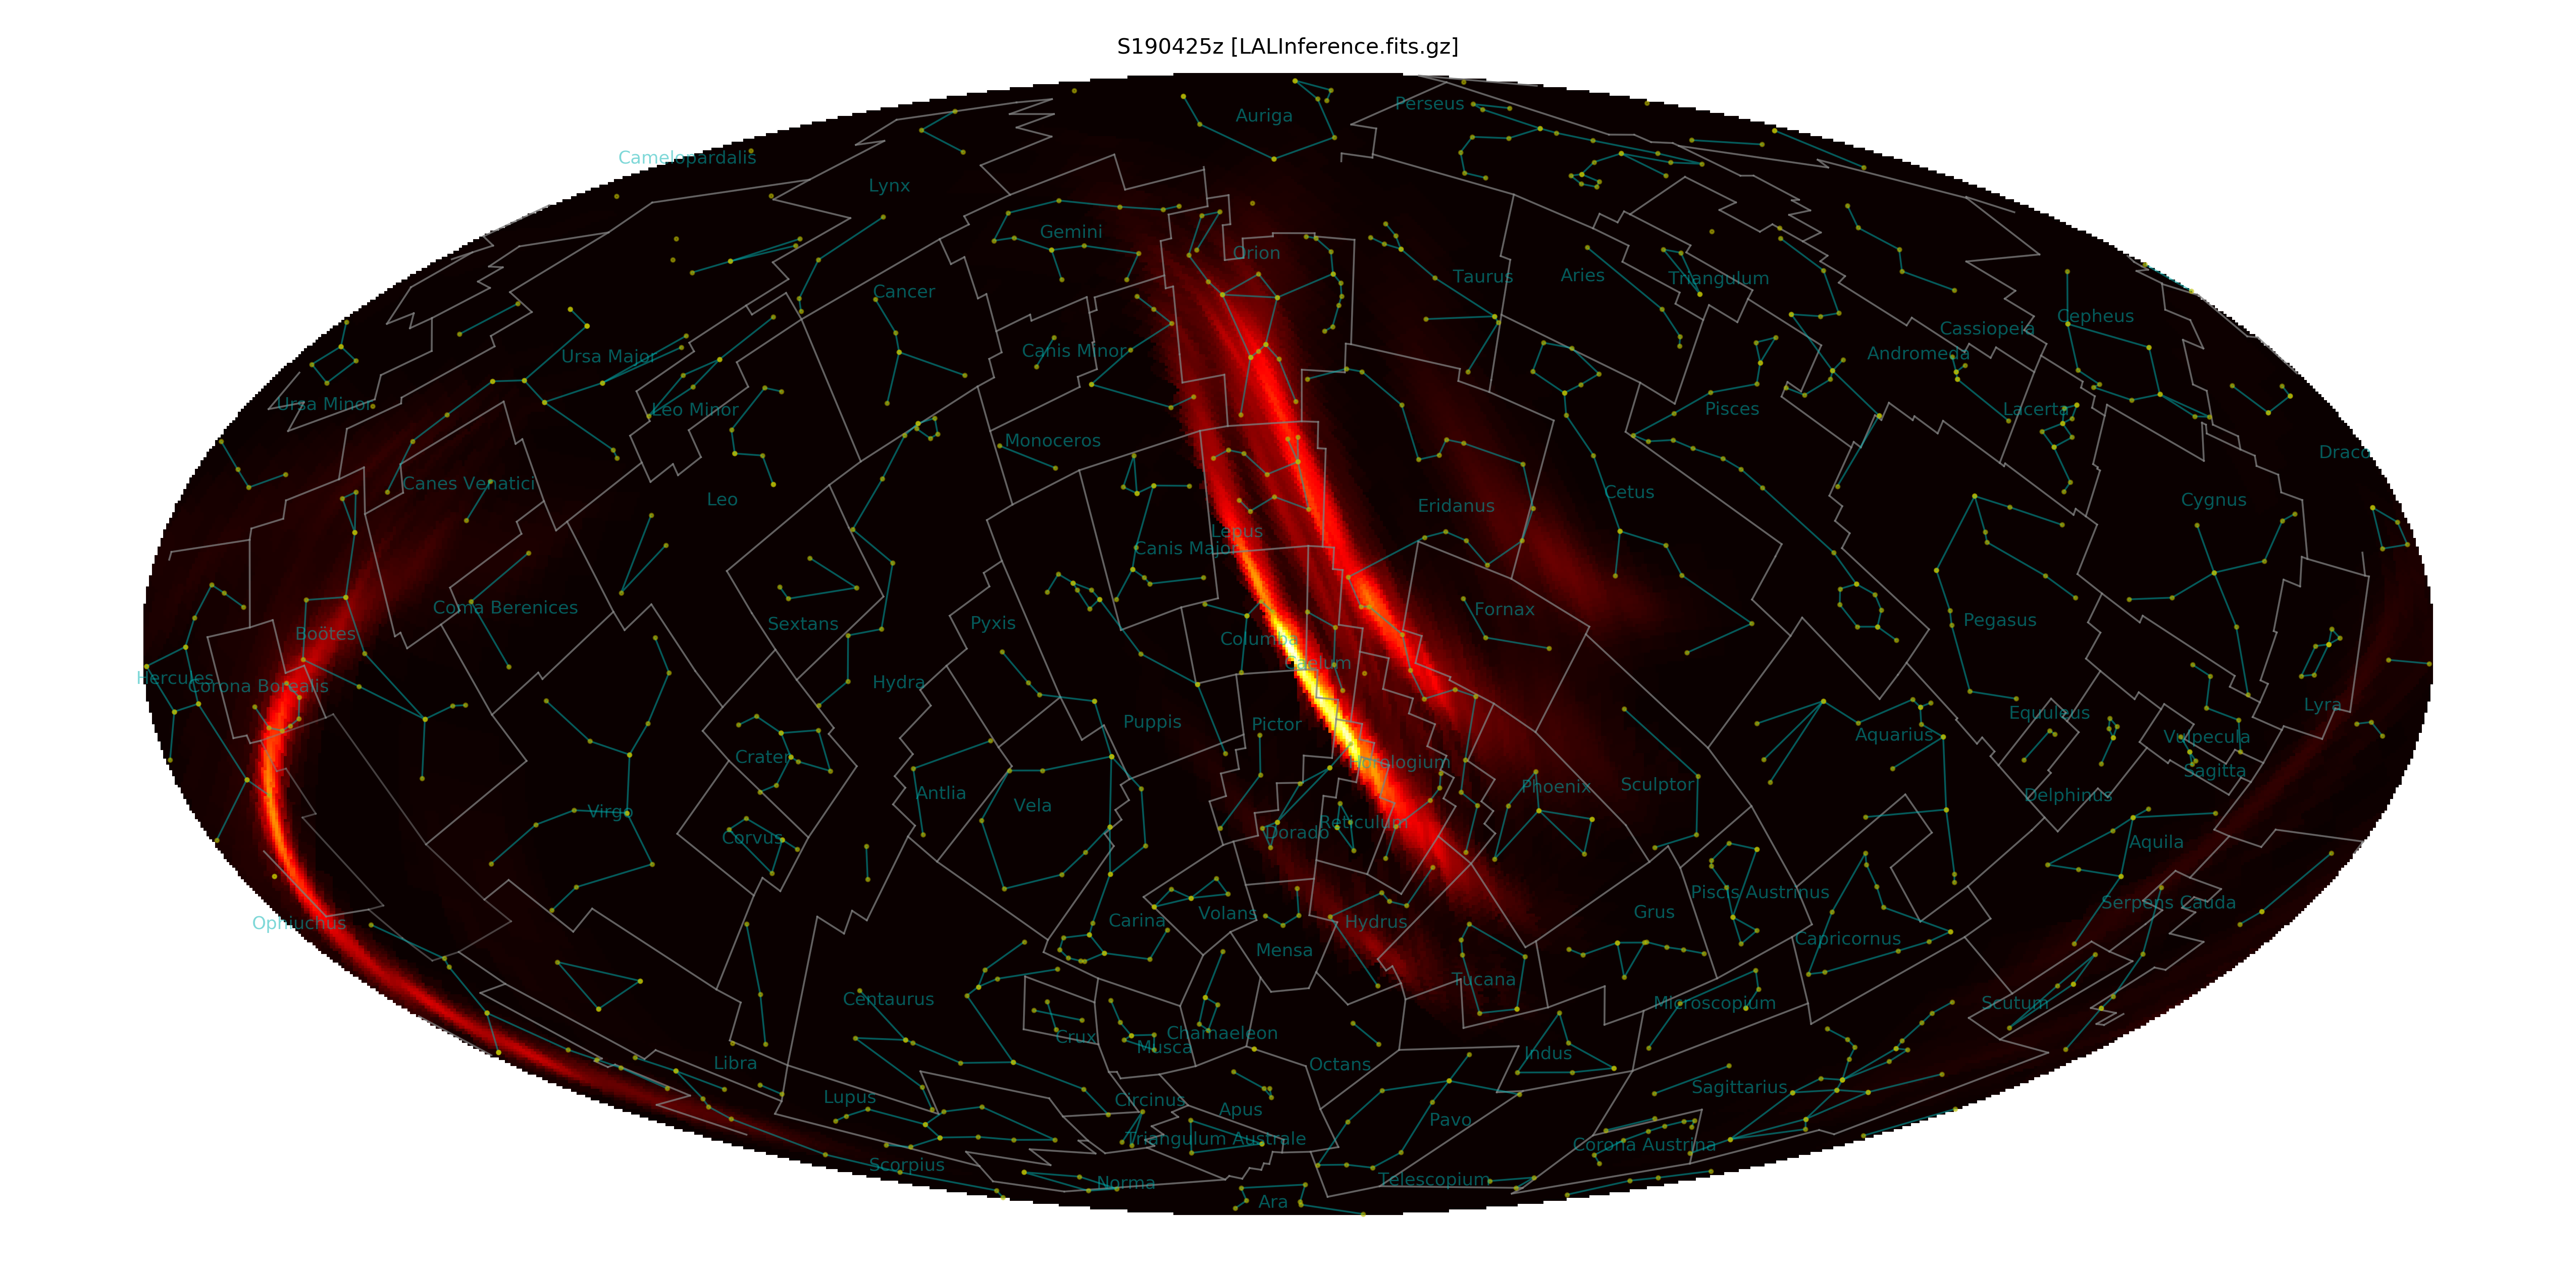 S190425z [LALInference.fits.gz]
Perseus
Auriga
Camelopardalis
Lynx
Gemini
Orion
Taurus
Aries
Triangulum
Cancer
Cepheus
Cassiopeia
Canis Minor
Andromeda
Ursa Major
Ursa Minor
Leo Minor
Pisces
Lacerta
Monoceros
Draco
Canes Venatici
Leo
Cetus
Cygnus
Eridanus
Lepus
Canis Major
Coma Berenices
Fornax
Pegasus
Sextans
Pyxis
Boötes
Columba
Caelum
Hercules
Corona Borealis
Hydra
Lyra
Equuleus
Puppis
Pictor
Aquarius
Vulpecula
Crater
Horologium
Sagitta
Phoenix
Sculptor
Antlia
Delphinus
Virgo
Vela
Reticulum
Dorado
Corvus
Aquila
Piscis Austrinus
Serpens Cauda
Grus
Volans
Carina
Hydrus
Ophiuchus
Capricornus
Mensa
Tucana
Centaurus
Microscopium
Scutum
Chamaeleon
Crux
Musca
Indus
Libra
Octans
Sagittarius
Lupus
Circinus
Apus
Pavo
Triangulum Australe
Corona Austrina
Scorpius
Telescopium
Norma
Ara